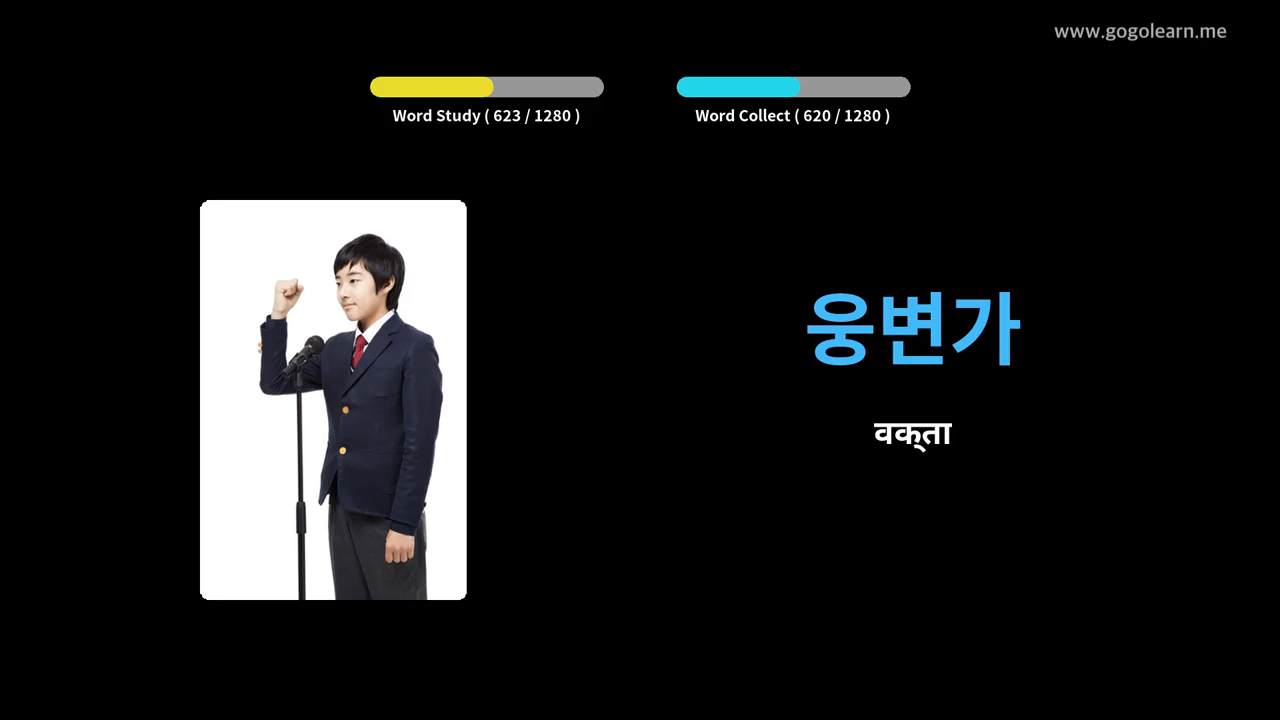 www.gogolearn.me
Word Study ( 623 / 1280 )
Word Collect ( 620 / 1280 )
웅변가
वक्ता